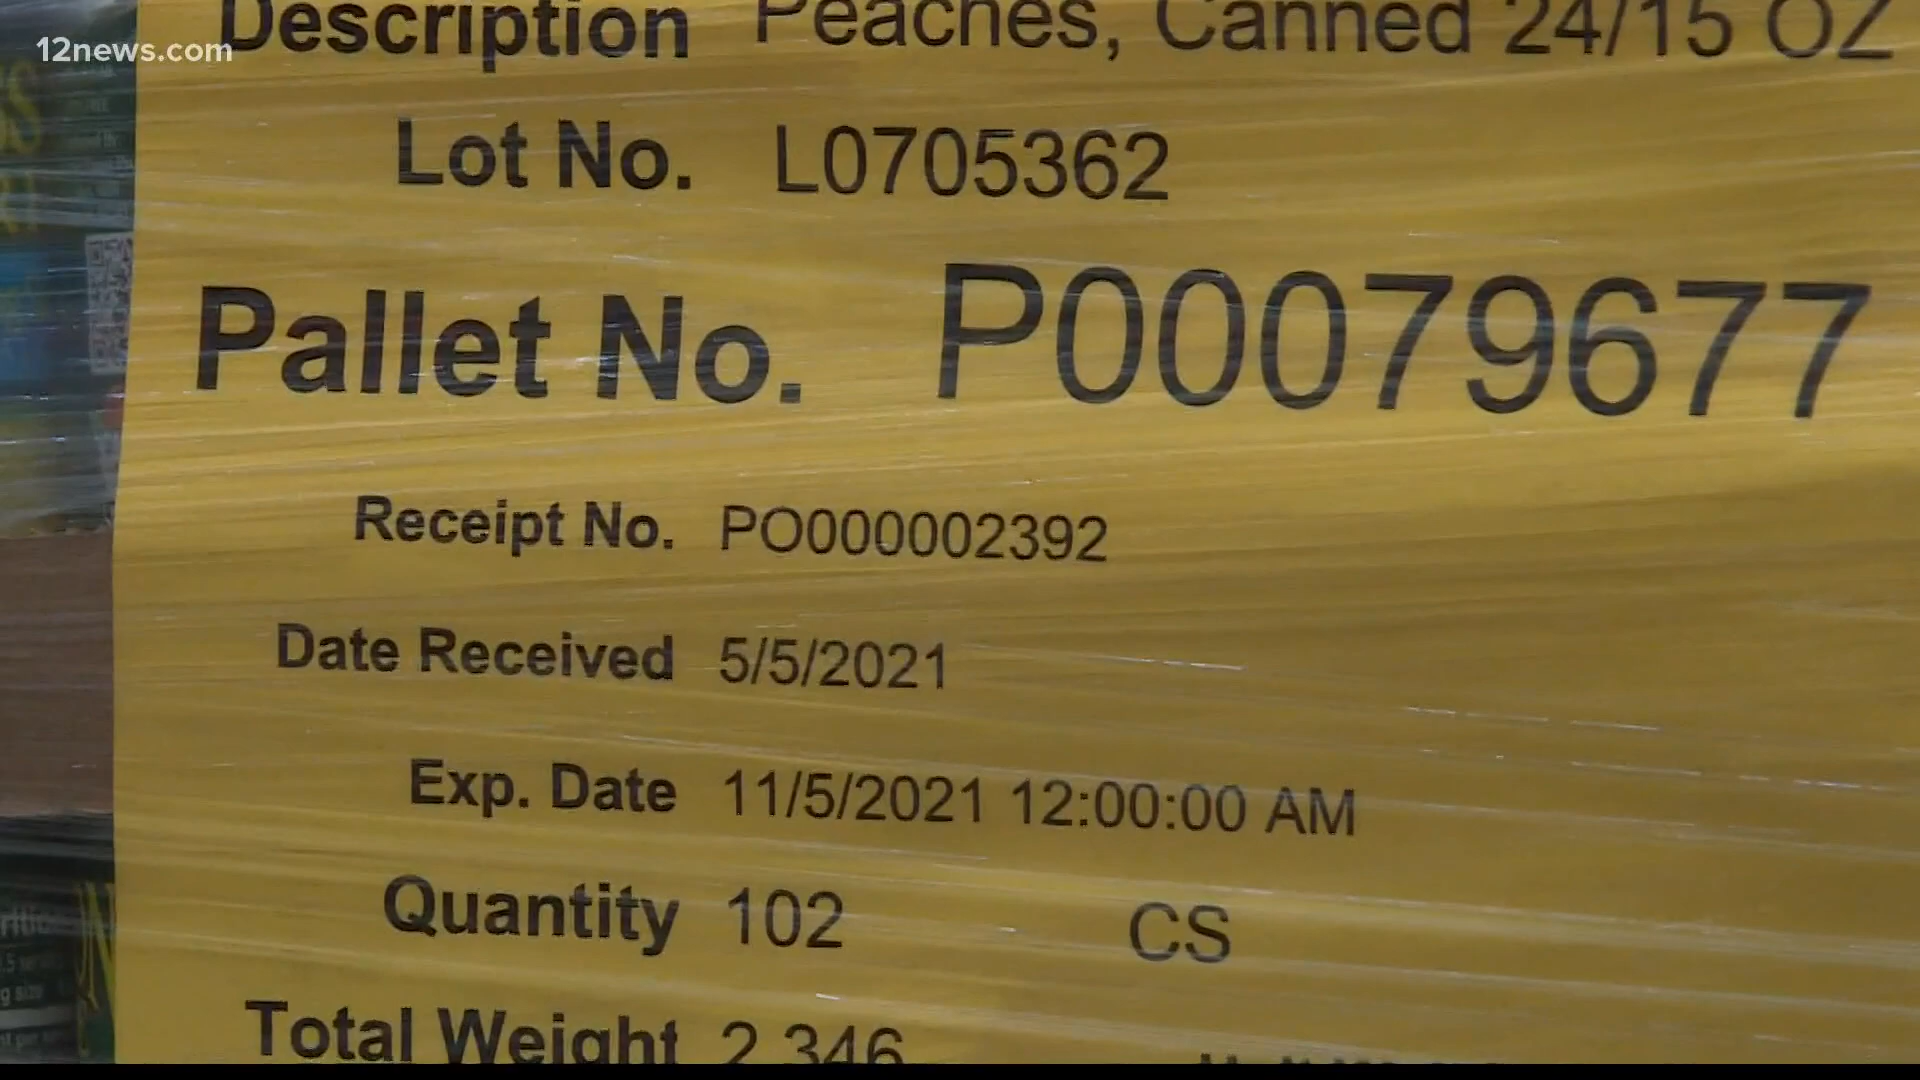 12news.com
Description Peaches, Canned 24/15 OZ
Lot No. L0705362
Pallet No. P00079677
Receipt No. PO000002392
Date Received 5/5/2021
Exp. Date 11/5/2021 12:00:00 AM
Quantity 102 CS
Total Weight 2,346